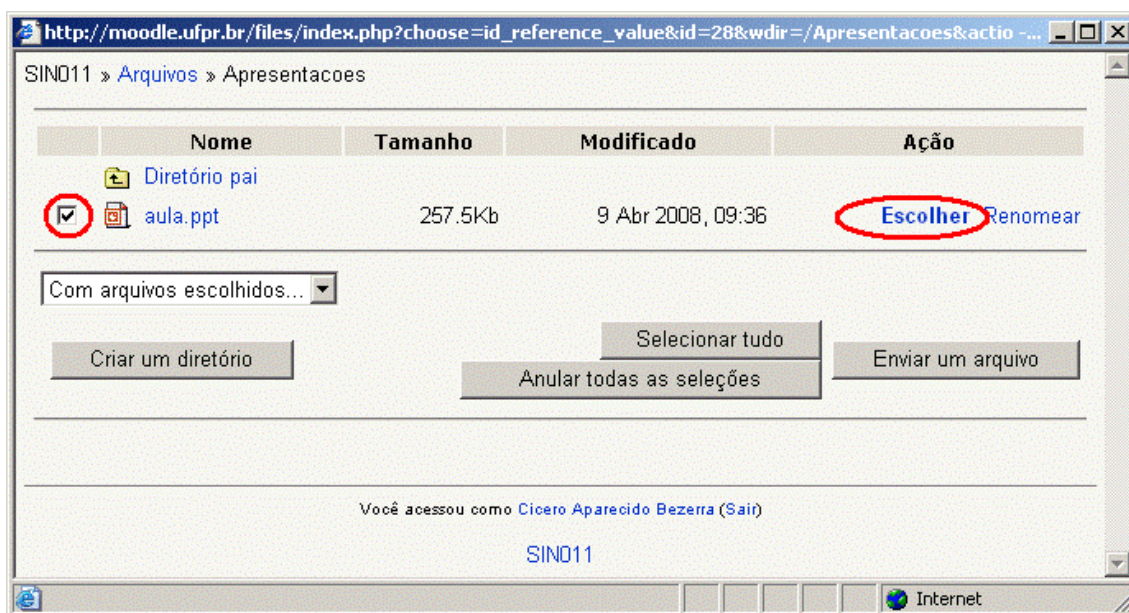 http://moodle.ufpr.br/files/index.php?choose=id_reference_value&id=28&wdir=/Apresentacoes&actio -...
SIN011 » Arquivos » Apresentacoes
Nome Tamanho Modificado Ação
Diretório pai
aula.ppt 257.5Kb 9 Abr 2008, 09:36 Escolher Renomear
Com arquivos escolhidos...
Selecionar tudo
Criar um diretório Anular todas as seleções Enviar um arquivo
Você acessou como Cicero Aparecido Bezerra (Sair)
SIN011
Internet